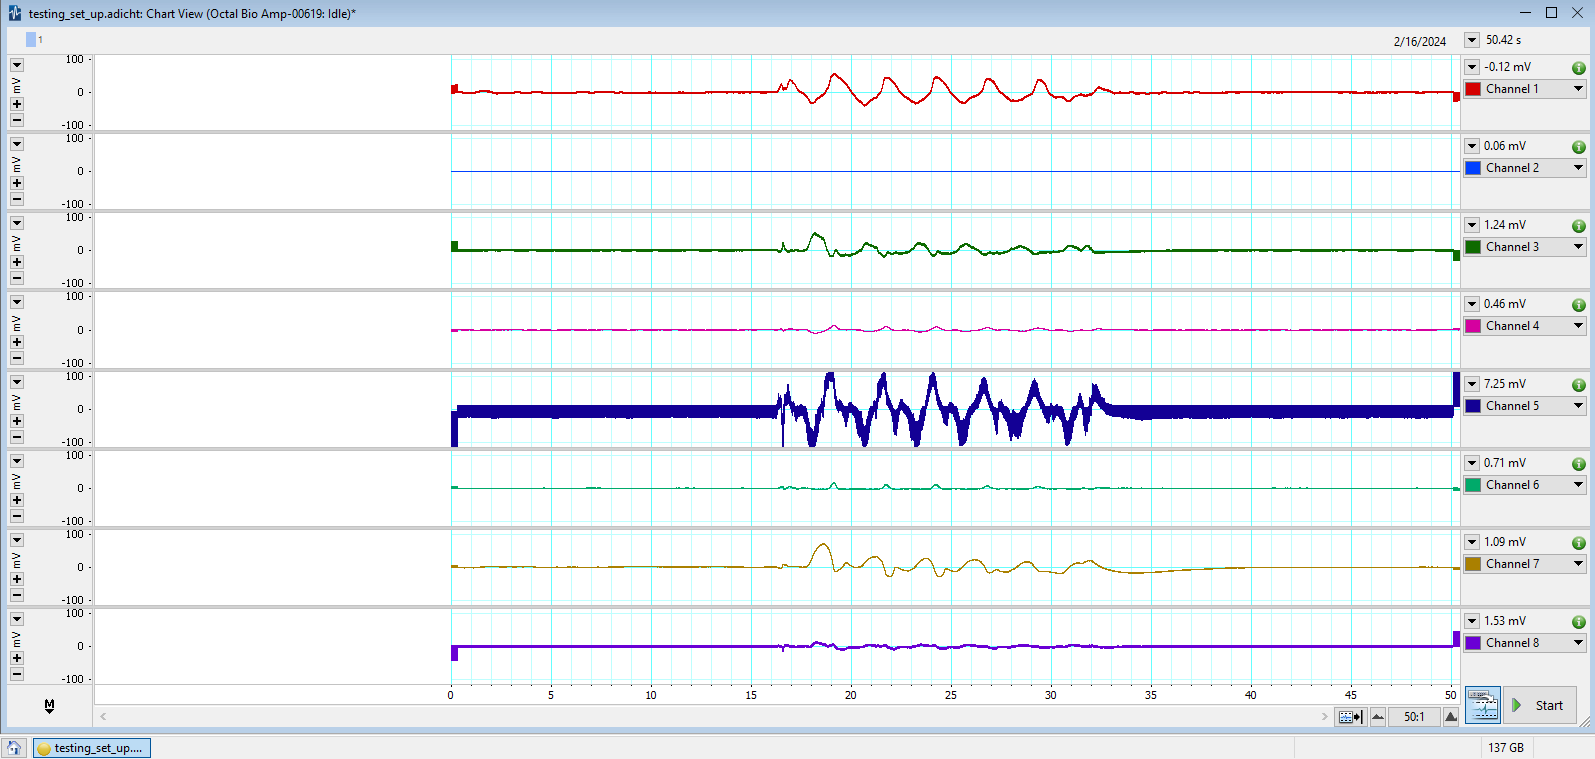 testing_set_up.adicht: Chart View (Octal Bio Amp-00619: Idle)*
1
2/16/2024
50.42 s
100
0
-100
mV
-0.12 mV
Channel 1
100
0
-100
mV
0.06 mV
Channel 2
100
0
-100
mV
1.24 mV
Channel 3
100
0
-100
mV
0.46 mV
Channel 4
100
0
-100
mV
7.25 mV
Channel 5
100
0
-100
mV
0.71 mV
Channel 6
100
0
-100
mV
1.09 mV
Channel 7
100
0
-100
mV
1.53 mV
Channel 8
0 5 10 15 20 25 30 35 40 45 50
M
50:1
Start
testing_set_up....
137 GB